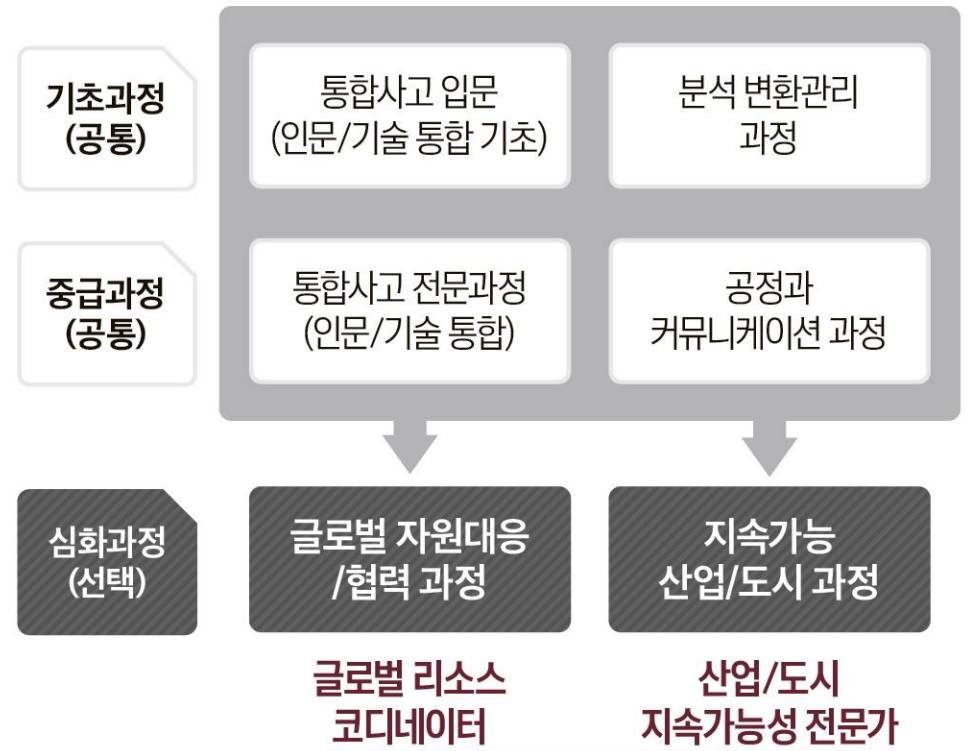 기초과정
(공통)
통합사고 입문
(인문/기술 통합 기초)
분석 변환관리
과정
중급과정
(공통)
통합사고 전문과정
(인문/기술 통합)
공정과
커뮤니케이션 과정
심화과정
(선택)
글로벌 자원대응
/협력 과정
지속가능
산업/도시 과정
글로벌 리소스
코디네이터
산업/도시
지속가능성 전문가